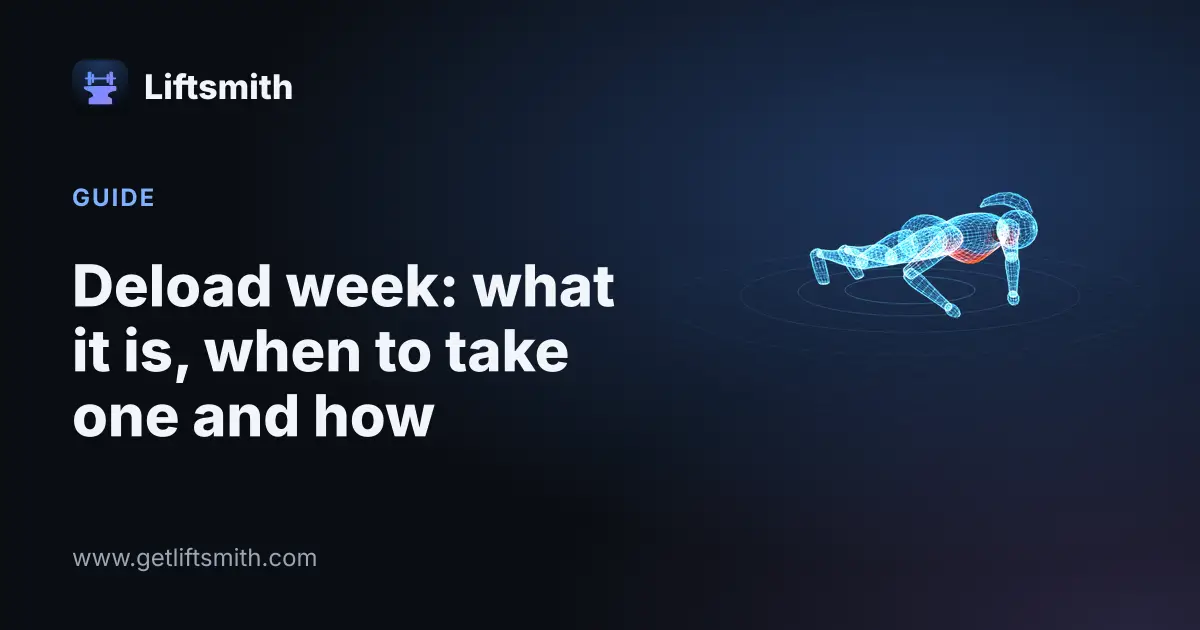 Liftsmith
GUIDE
Deload week: what
it is, when to take
one and how
www.getliftsmith.com